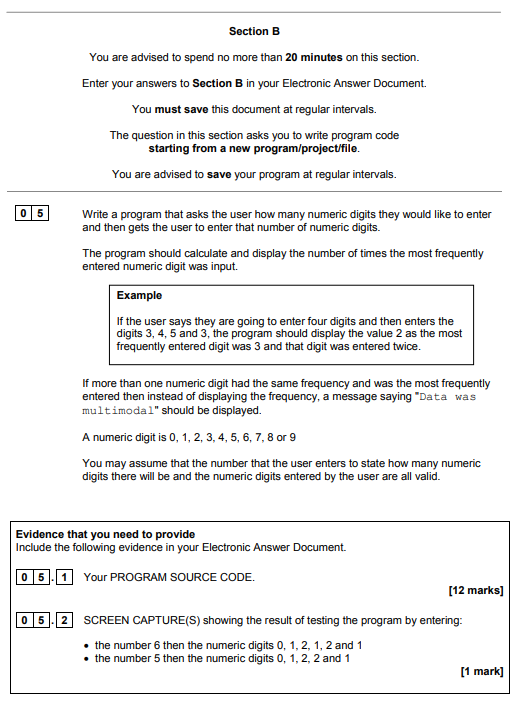 Section B
You are advised to spend no more than 20 minutes on this section.
Enter your answers to Section B in your Electronic Answer Document.
You must save this document at regular intervals.
The question in this section asks you to write program code
starting from a new program/project/file.
You are advised to save your program at regular intervals.
0 5 Write a program that asks the user how many numeric digits they would like to enter
and then gets the user to enter that number of numeric digits.
The program should calculate and display the number of times the most frequently
entered numeric digit was input.
Example
If the user says they are going to enter four digits and then enters the
digits 3, 4, 5 and 3, the program should display the value 2 as the most
frequently entered digit was 3 and that digit was entered twice.
If more than one numeric digit had the same frequency and was the most frequently
entered then instead of displaying the frequency, a message saying "Data was
multimodal" should be displayed.
A numeric digit is 0, 1, 2, 3, 4, 5, 6, 7, 8 or 9
You may assume that the number that the user enters to state how many numeric
digits there will be and the numeric digits entered by the user are all valid.
Evidence that you need to provide
Include the following evidence in your Electronic Answer Document.
0 5 . 1 Your PROGRAM SOURCE CODE.
[12 marks]
0 5 . 2 SCREEN CAPTURE(S) showing the result of testing the program by entering:
• the number 6 then the numeric digits 0, 1, 2, 1, 2 and 1
• the number 5 then the numeric digits 0, 1, 2, 2 and 1
[1 mark]